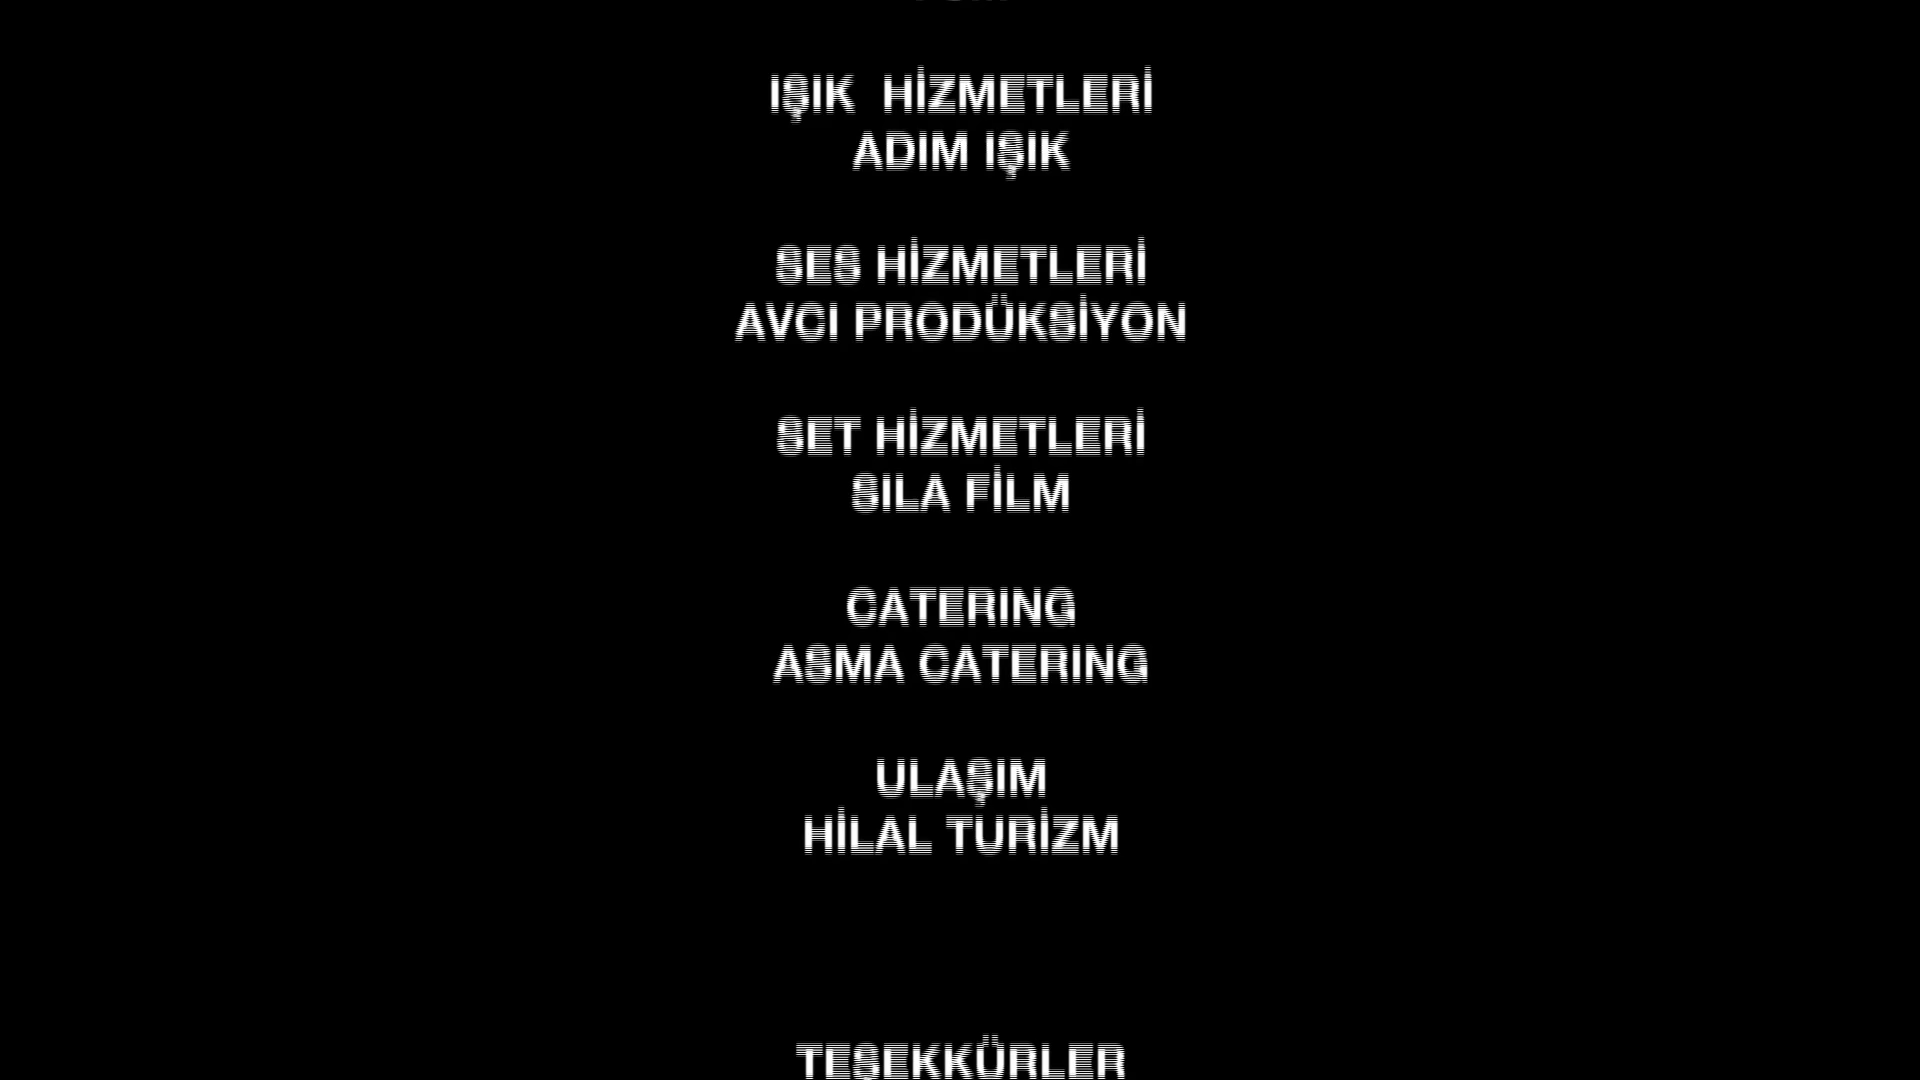 IŞIK  HİZMETLERİ
ADIM IŞIK
SES HİZMETLERİ
AVCI PRODÜKSİYON
SET HİZMETLERİ
SILA FİLM
CATERING
ASMA CATERING
ULAŞIM
HİLAL TURİZM
TEŞEKKÜRLER